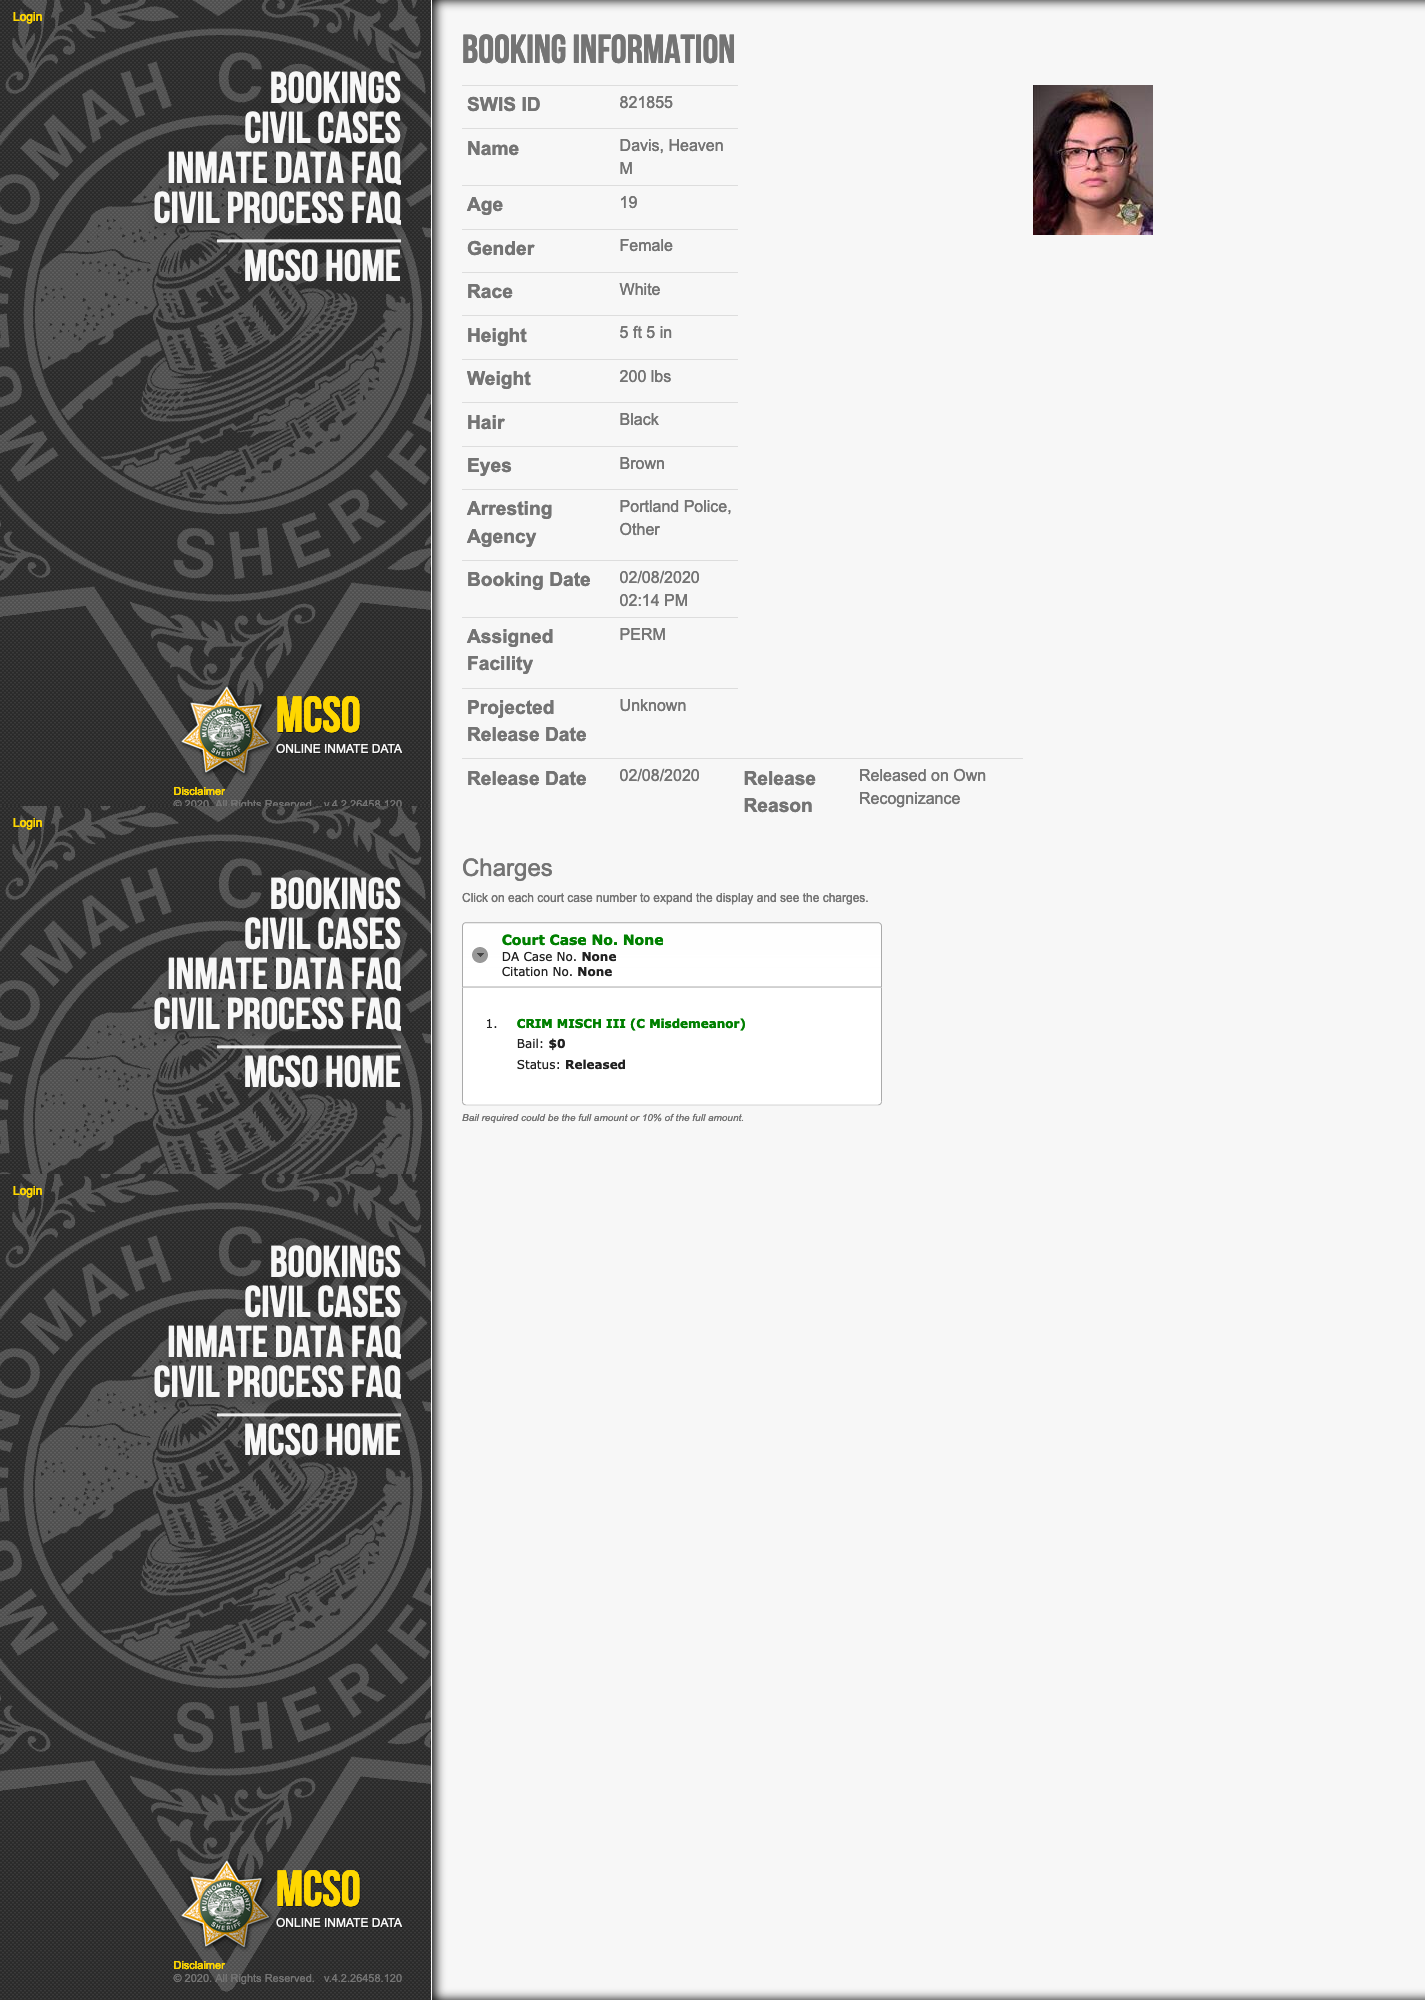 Login
BOOKINGS
CIVIL CASES
INMATE DATA FAQ
CIVIL PROCESS FAQ
MCSO HOME
MULTNOMAH COUNTY
SHERIFF
MCSO
ONLINE INMATE DATA
Disclaimer
© 2020. All Rights Reserved. v.4.2.26458.120
BOOKING INFORMATION
SWIS ID 821855
Name Davis, Heaven
M
Age 19
Gender Female
Race White
Height 5 ft 5 in
Weight 200 lbs
Hair Black
Eyes Brown
Arresting Portland Police,
Agency Other
Booking Date 02/08/2020
02:14 PM
Assigned PERM
Facility
Projected Unknown
Release Date
Release Date 02/08/2020 Release Released on Own
Reason Recognizance
Charges
Click on each court case number to expand the display and see the charges.
Court Case No. None
DA Case No. None
Citation No. None
1. CRIM MISCH III (C Misdemeanor)
Bail: $0
Status: Released
Bail required could be the full amount or 10% of the full amount.
Login
BOOKINGS
CIVIL CASES
INMATE DATA FAQ
CIVIL PROCESS FAQ
MCSO HOME
Login
BOOKINGS
CIVIL CASES
INMATE DATA FAQ
CIVIL PROCESS FAQ
MCSO HOME
SHERIFF
MULTNOMAH COUNTY
SHERIFF
MCSO
ONLINE INMATE DATA
Disclaimer
© 2020. All Rights Reserved. v.4.2.26458.120